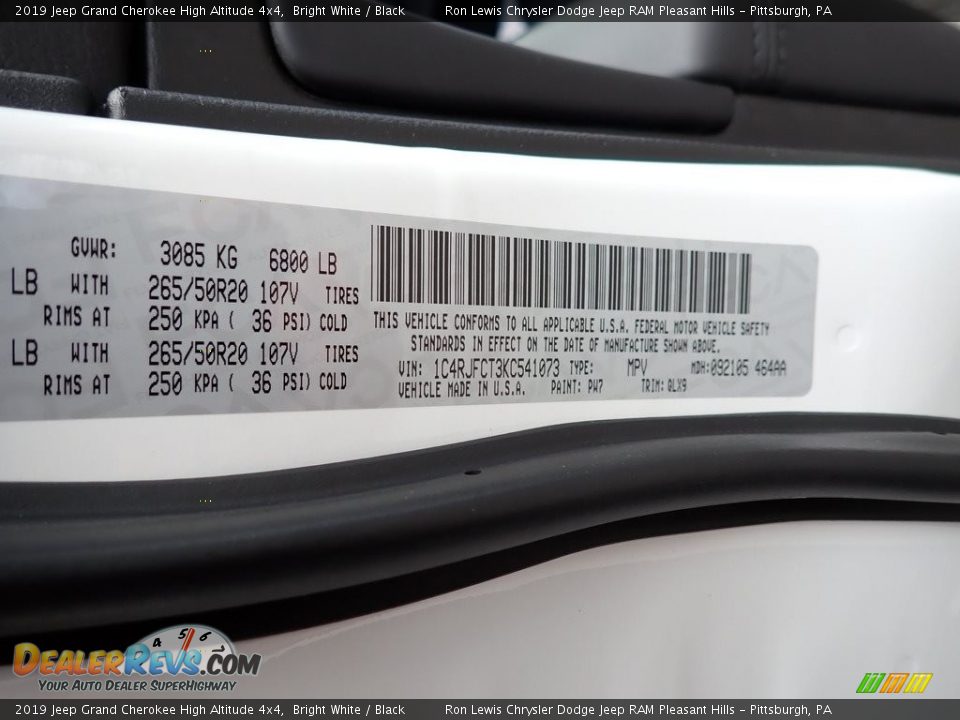 2019 Jeep Grand Cherokee High Altitude 4x4, Bright White / Black Ron Lewis Chrysler Dodge Jeep RAM Pleasant Hills - Pittsburgh, PA
GVWR: 3085 KG 6800 LB
LB WITH 265/50R20 107V TIRES
RIMS AT 250 KPA ( 36 PSI) COLD
LB WITH 265/50R20 107V TIRES
RIMS AT 250 KPA ( 36 PSI) COLD
THIS VEHICLE CONFORMS TO ALL APPLICABLE U.S.A. FEDERAL MOTOR VEHICLE SAFETY
STANDARDS IN EFFECT ON THE DATE OF MANUFACTURE SHOWN ABOVE.
VIN: 1C4RJFCT3KC541073 TYPE: MPV MDH:092105 464AA
VEHICLE MADE IN U.S.A. PAINT: PW7 TRIM: QLX9
4 5 6
DEALERREVS.COM
YOUR AUTO DEALER SUPERHIGHWAY
2019 Jeep Grand Cherokee High Altitude 4x4, Bright White / Black Ron Lewis Chrysler Dodge Jeep RAM Pleasant Hills - Pittsburgh, PA